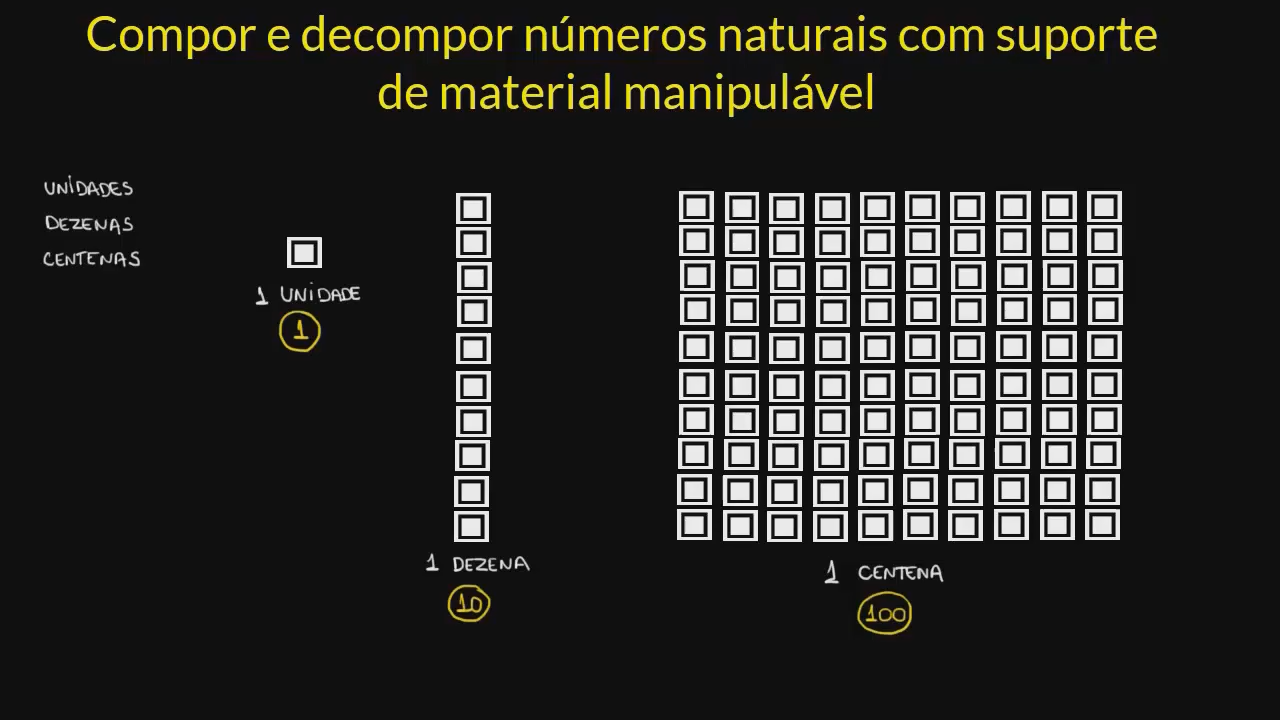 Compor e decompor números naturais com suporte
de material manipulável
UNIDADES
DEZENAS
CENTENAS
1 UNIDADE
1
1 DEZENA
10
1 CENTENA
100